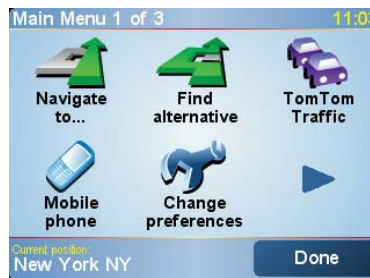 Main Menu 1 of 3
Navigate
to...
Find
alternative
TomTom
Traffic
Mobile
phone
Change
preferences
Current position:
New York NY
Done